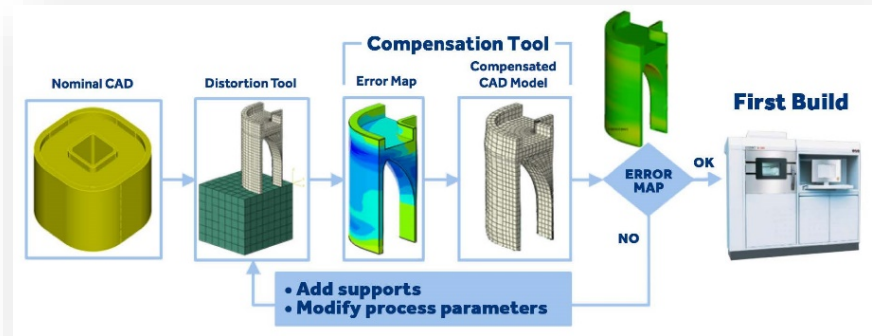 Compensation Tool
Nominal CAD
Distortion Tool
Error Map
Compensated
CAD Model
First Build
ERROR
MAP
OK
NO
• Add supports
• Modify process parameters